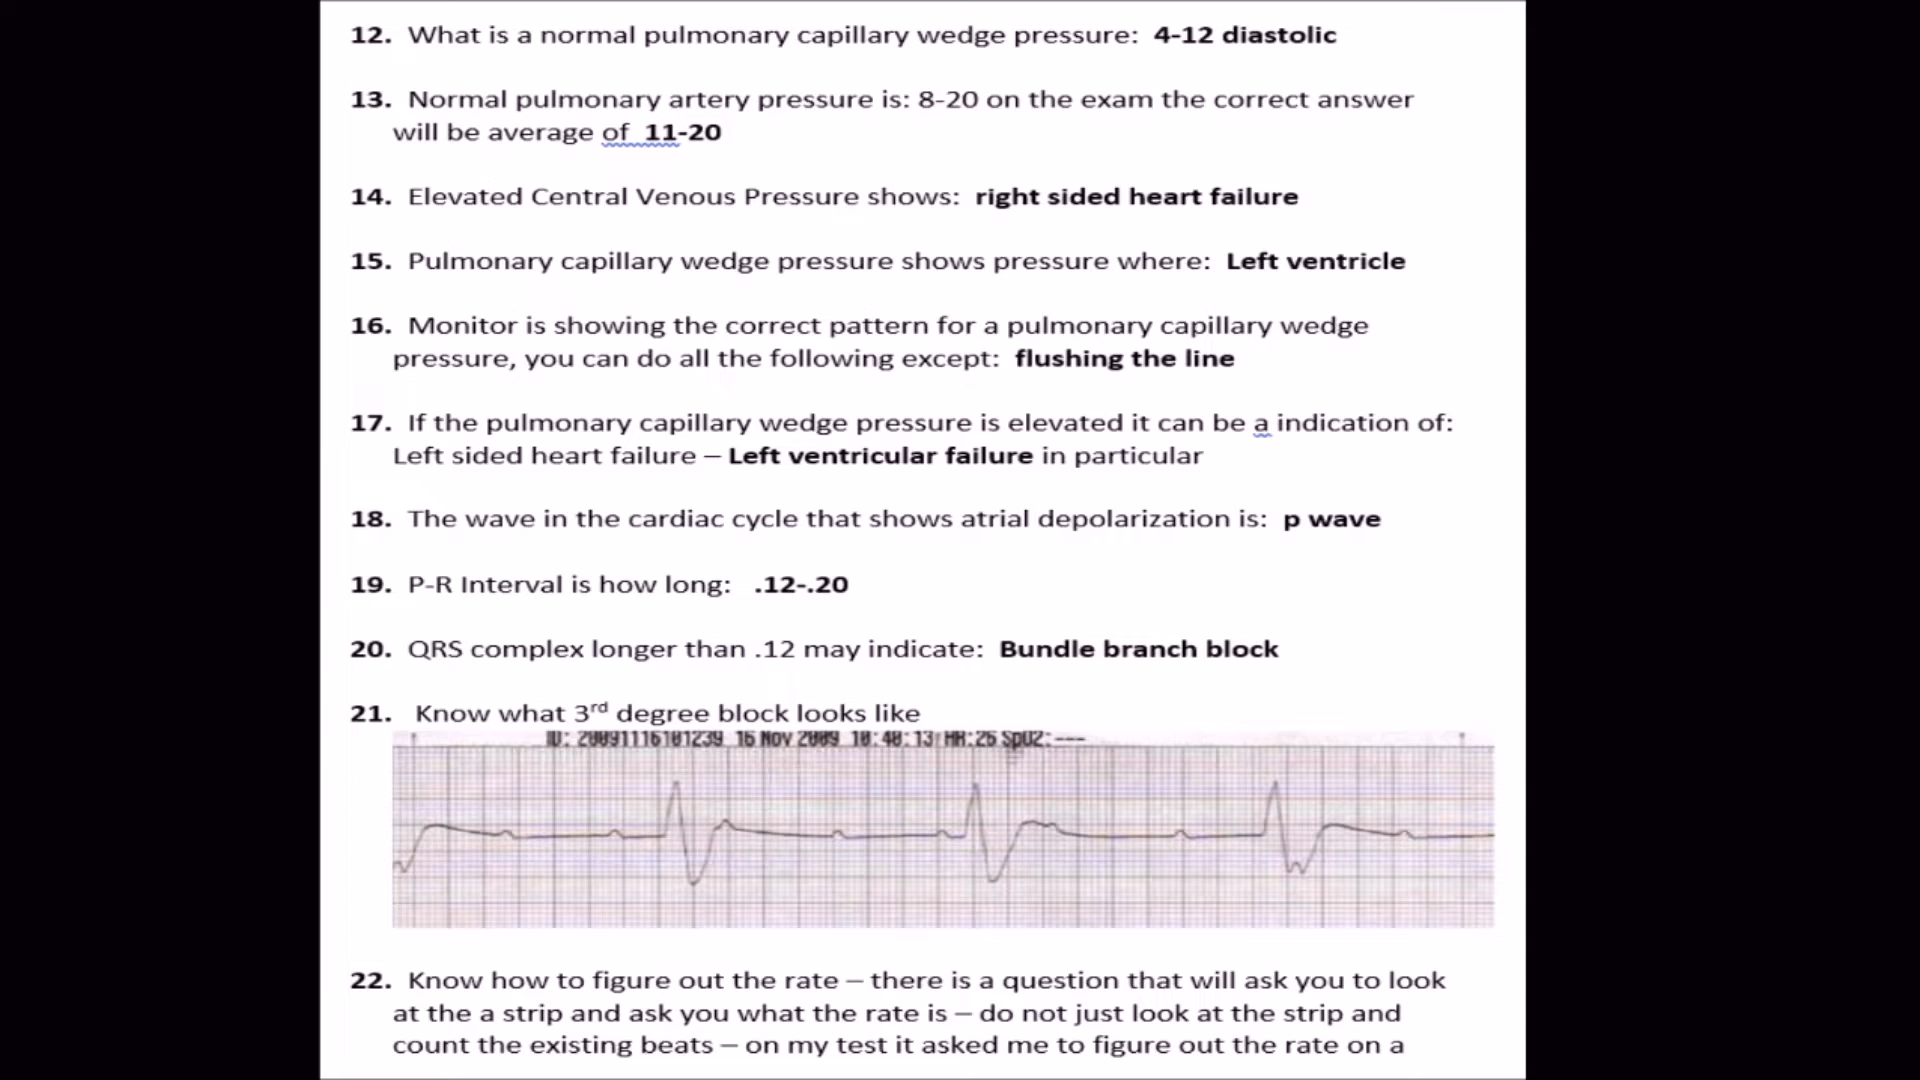 12. What is a normal pulmonary capillary wedge pressure: 4-12 diastolic
13. Normal pulmonary artery pressure is: 8-20 on the exam the correct answer
will be average of 11-20
14. Elevated Central Venous Pressure shows: right sided heart failure
15. Pulmonary capillary wedge pressure shows pressure where: Left ventricle
16. Monitor is showing the correct pattern for a pulmonary capillary wedge
pressure, you can do all the following except: flushing the line
17. If the pulmonary capillary wedge pressure is elevated it can be a indication of:
Left sided heart failure – Left ventricular failure in particular
18. The wave in the cardiac cycle that shows atrial depolarization is: p wave
19. P-R Interval is how long: .12-.20
20. QRS complex longer than .12 may indicate: Bundle branch block
21. Know what 3rd degree block looks like
ID: 20091116101239 16 Nov 2009 10:40:13 HR:26 SpO2:---
22. Know how to figure out the rate – there is a question that will ask you to look
at the a strip and ask you what the rate is – do not just look at the strip and
count the existing beats – on my test it asked me to figure out the rate on a